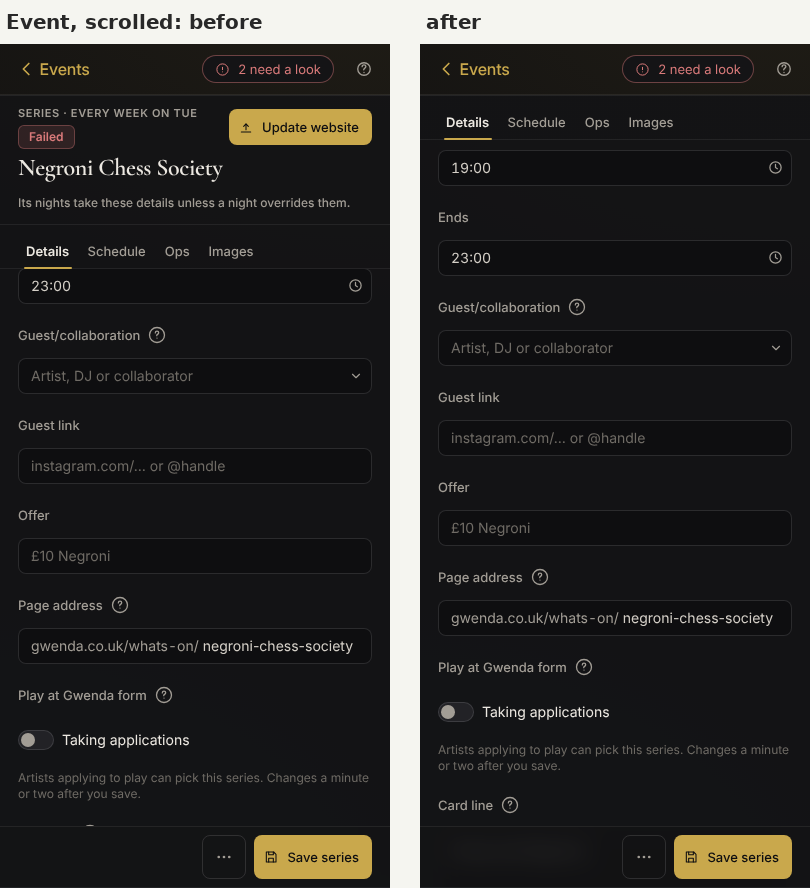 Event, scrolled: before
Events
2 need a look
SERIES · EVERY WEEK ON TUE
Failed
Update website
Negroni Chess Society
Its nights take these details unless a night overrides them.
Details Schedule Ops Images
23:00
Guest/collaboration ?
Artist, DJ or collaborator
Guest link
instagram.com/... or @handle
Offer
£10 Negroni
Page address ?
gwenda.co.uk/whats-on/ negroni-chess-society
Play at Gwenda form ?
Taking applications
Artists applying to play can pick this series. Changes a minute
or two after you save.
... Save series
after
Events
2 need a look
Details Schedule Ops Images
19:00
Ends
23:00
Guest/collaboration ?
Artist, DJ or collaborator
Guest link
instagram.com/... or @handle
Offer
£10 Negroni
Page address ?
gwenda.co.uk/whats-on/ negroni-chess-society
Play at Gwenda form ?
Taking applications
Artists applying to play can pick this series. Changes a minute
or two after you save.
Card line ?
... Save series